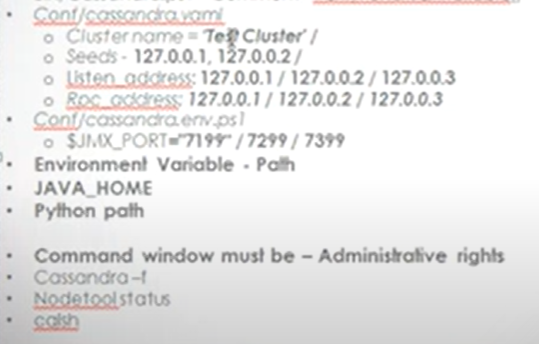 Conf/cassandra.yaml
Cluster name = 'Test Cluster' /
Seeds - 127.0.0.1, 127.0.0.2 /
Listen_address: 127.0.0.1 / 127.0.0.2 / 127.0.0.3
Rpc_address: 127.0.0.1 / 127.0.0.2 / 127.0.0.3
Conf/cassandra.env.ps1
$JMX_PORT="7199" / 7299 / 7399
Environment Variable - Path
JAVA_HOME
Python path
Command window must be – Administrative rights
Cassandra –f
Nodetool status
cqlsh